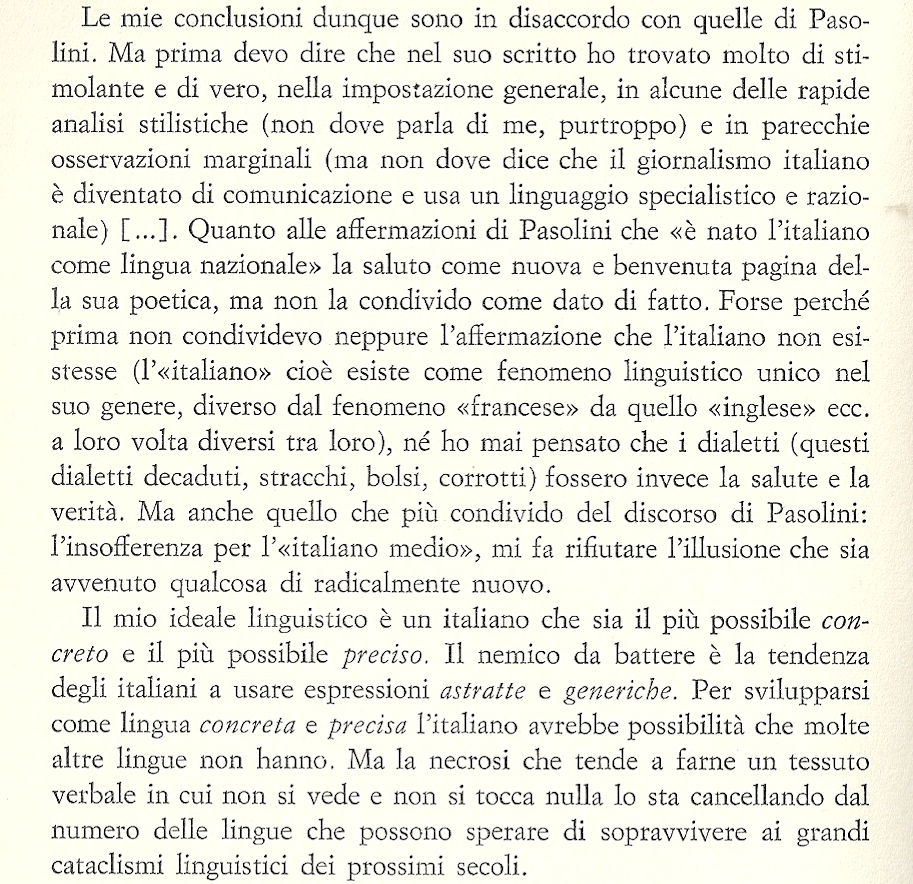 Le mie conclusioni dunque sono in disaccordo con quelle di Paso-
lini. Ma prima devo dire che nel suo scritto ho trovato molto di sti-
molante e di vero, nella impostazione generale, in alcune delle rapide
analisi stilistiche (non dove parla di me, purtroppo) e in parecchie
osservazioni marginali (ma non dove dice che il giornalismo italiano
è diventato di comunicazione e usa un linguaggio specialistico e razio-
nale) [...]. Quanto alle affermazioni di Pasolini che «è nato l'italiano
come lingua nazionale» la saluto come nuova e benvenuta pagina del-
la sua poetica, ma non la condivido come dato di fatto. Forse perché
prima non condividevo neppure l'affermazione che l'italiano non esi-
stesse (l'«italiano» cioè esiste come fenomeno linguistico unico nel
suo genere, diverso dal fenomeno «francese» da quello «inglese» ecc.
a loro volta diversi tra loro), né ho mai pensato che i dialetti (questi
dialetti decaduti, stracchi, bolsi, corrotti) fossero invece la salute e la
verità. Ma anche quello che più condivido del discorso di Pasolini:
l'insofferenza per l'«italiano medio», mi fa rifiutare l'illusione che sia
avvenuto qualcosa di radicalmente nuovo.
Il mio ideale linguistico è un italiano che sia il più possibile con-
creto e il più possibile preciso. Il nemico da battere è la tendenza
degli italiani a usare espressioni astratte e generiche. Per svilupparsi
come lingua concreta e precisa l'italiano avrebbe possibilità che molte
altre lingue non hanno. Ma la necrosi che tende a farne un tessuto
verbale in cui non si vede e non si tocca nulla lo sta cancellando dal
numero delle lingue che possono sperare di sopravvivere ai grandi
cataclismi linguistici dei prossimi secoli.